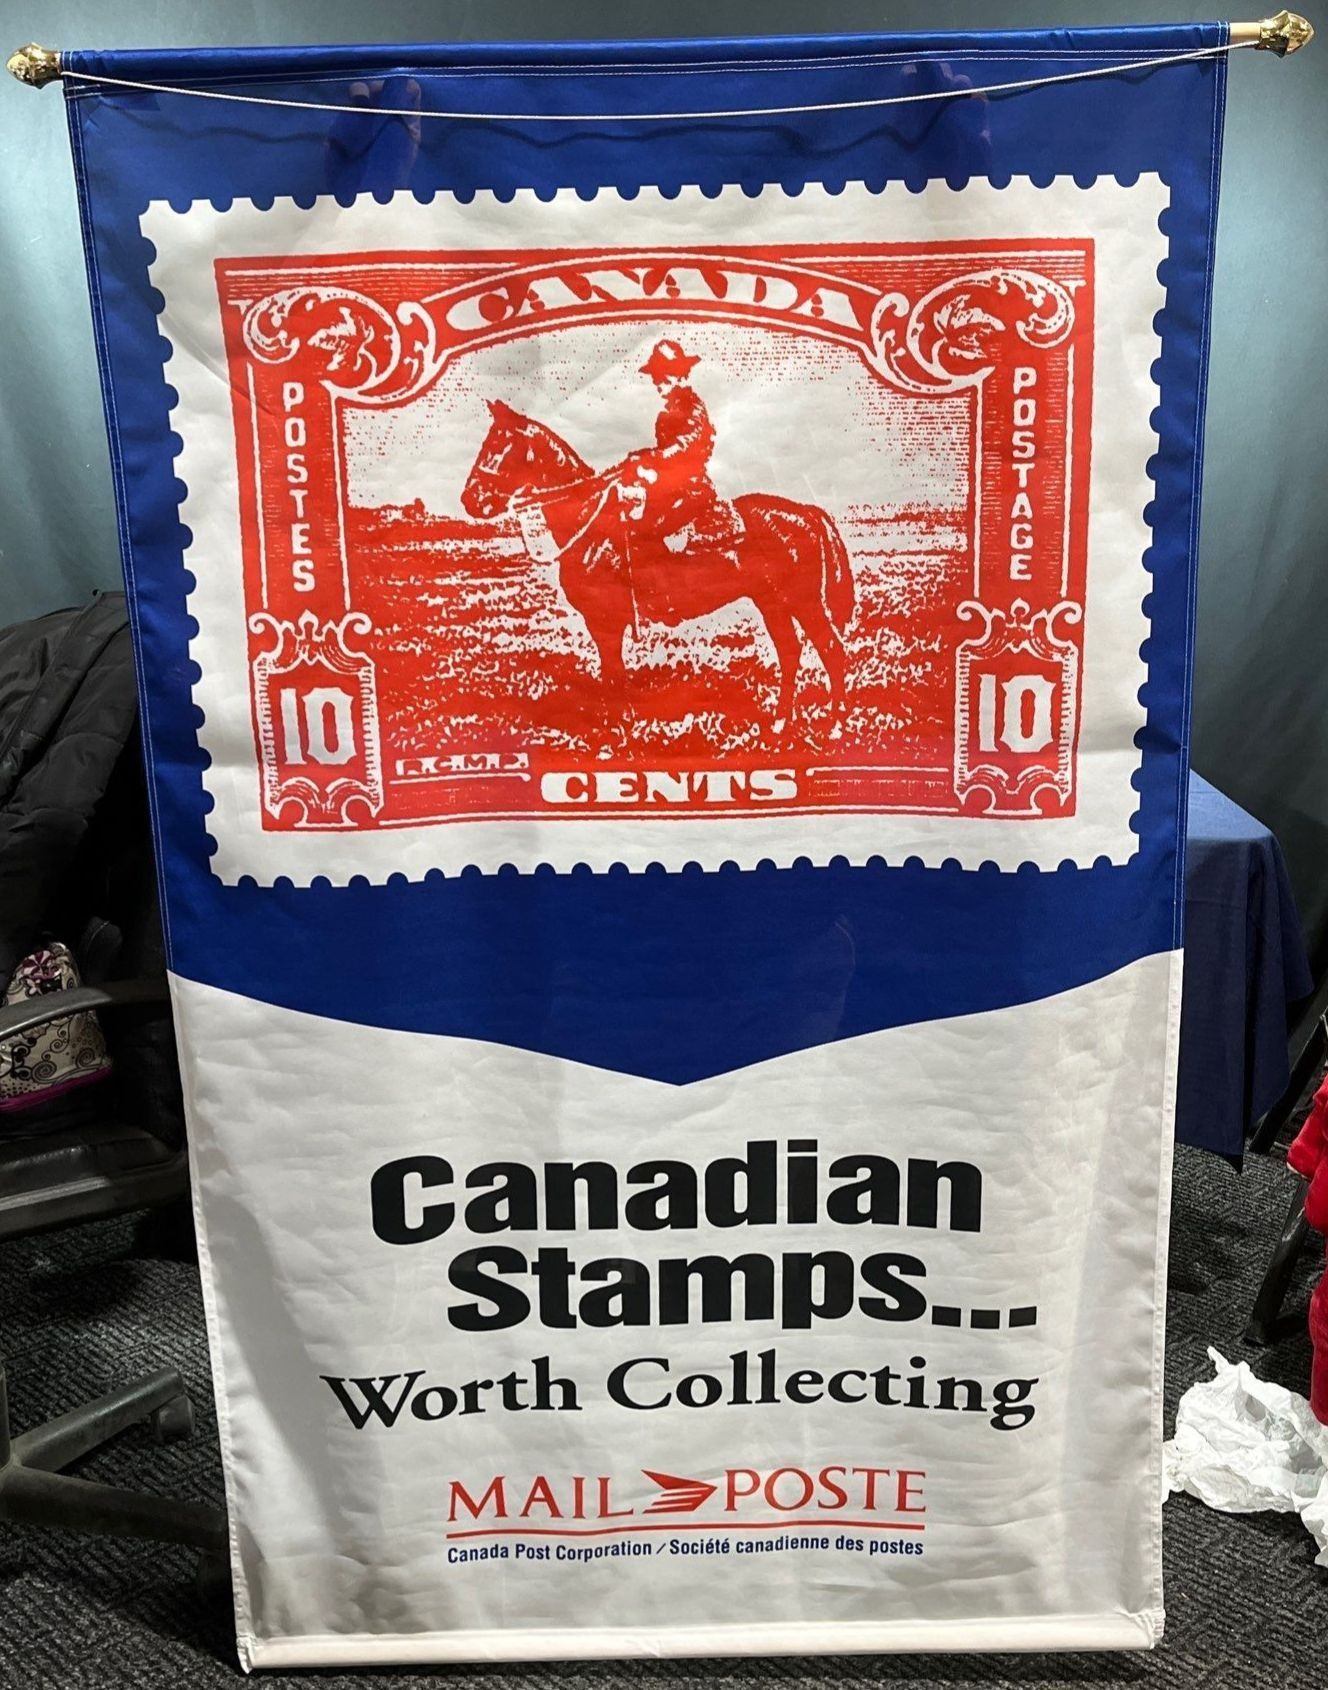 CANADA
POSTES
POSTAGE
10
10
R.C.M.P.
CENTS
Canadian
Stamps...
Worth Collecting
MAIL POSTE
Canada Post Corporation / Société canadienne des postes